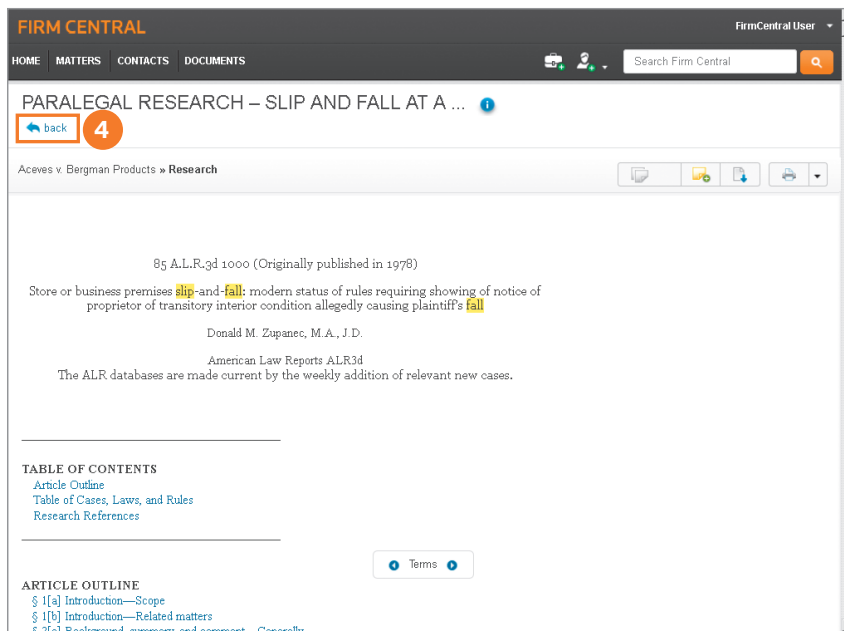 FIRM CENTRAL
FirmCentral User
HOME MATTERS CONTACTS DOCUMENTS
Search Firm Central
PARALEGAL RESEARCH – SLIP AND FALL AT A ...
back
4
Aceves v. Bergman Products » Research
85 A.L.R.3d 1000 (Originally published in 1978)
Store or business premises slip-and-fall: modern status of rules requiring showing of notice of
proprietor of transitory interior condition allegedly causing plaintiff's fall
Donald M. Zupanec, M.A., J.D.
American Law Reports ALR3d
The ALR databases are made current by the weekly addition of relevant new cases.
TABLE OF CONTENTS
Article Outline
Table of Cases, Laws, and Rules
Research References
Terms
ARTICLE OUTLINE
§ 1[a] Introduction—Scope
§ 1[b] Introduction—Related matters
Background, summary, and comment—Generally